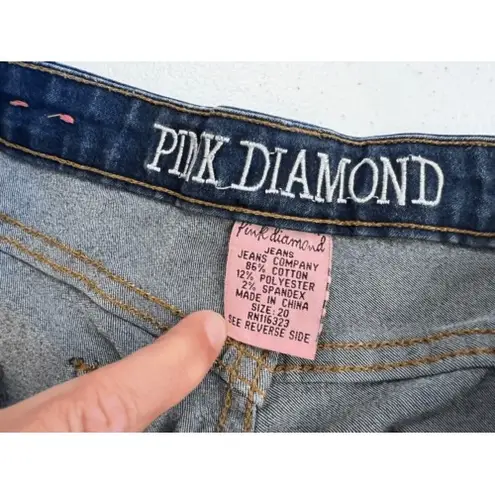 PINK DIAMOND
Pink diamond
JEANS
JEANS COMPANY
86% COTTON
12% POLYESTER
2% SPANDEX
MADE IN CHINA
SIZE: 20
RN116323
SEE REVERSE SIDE